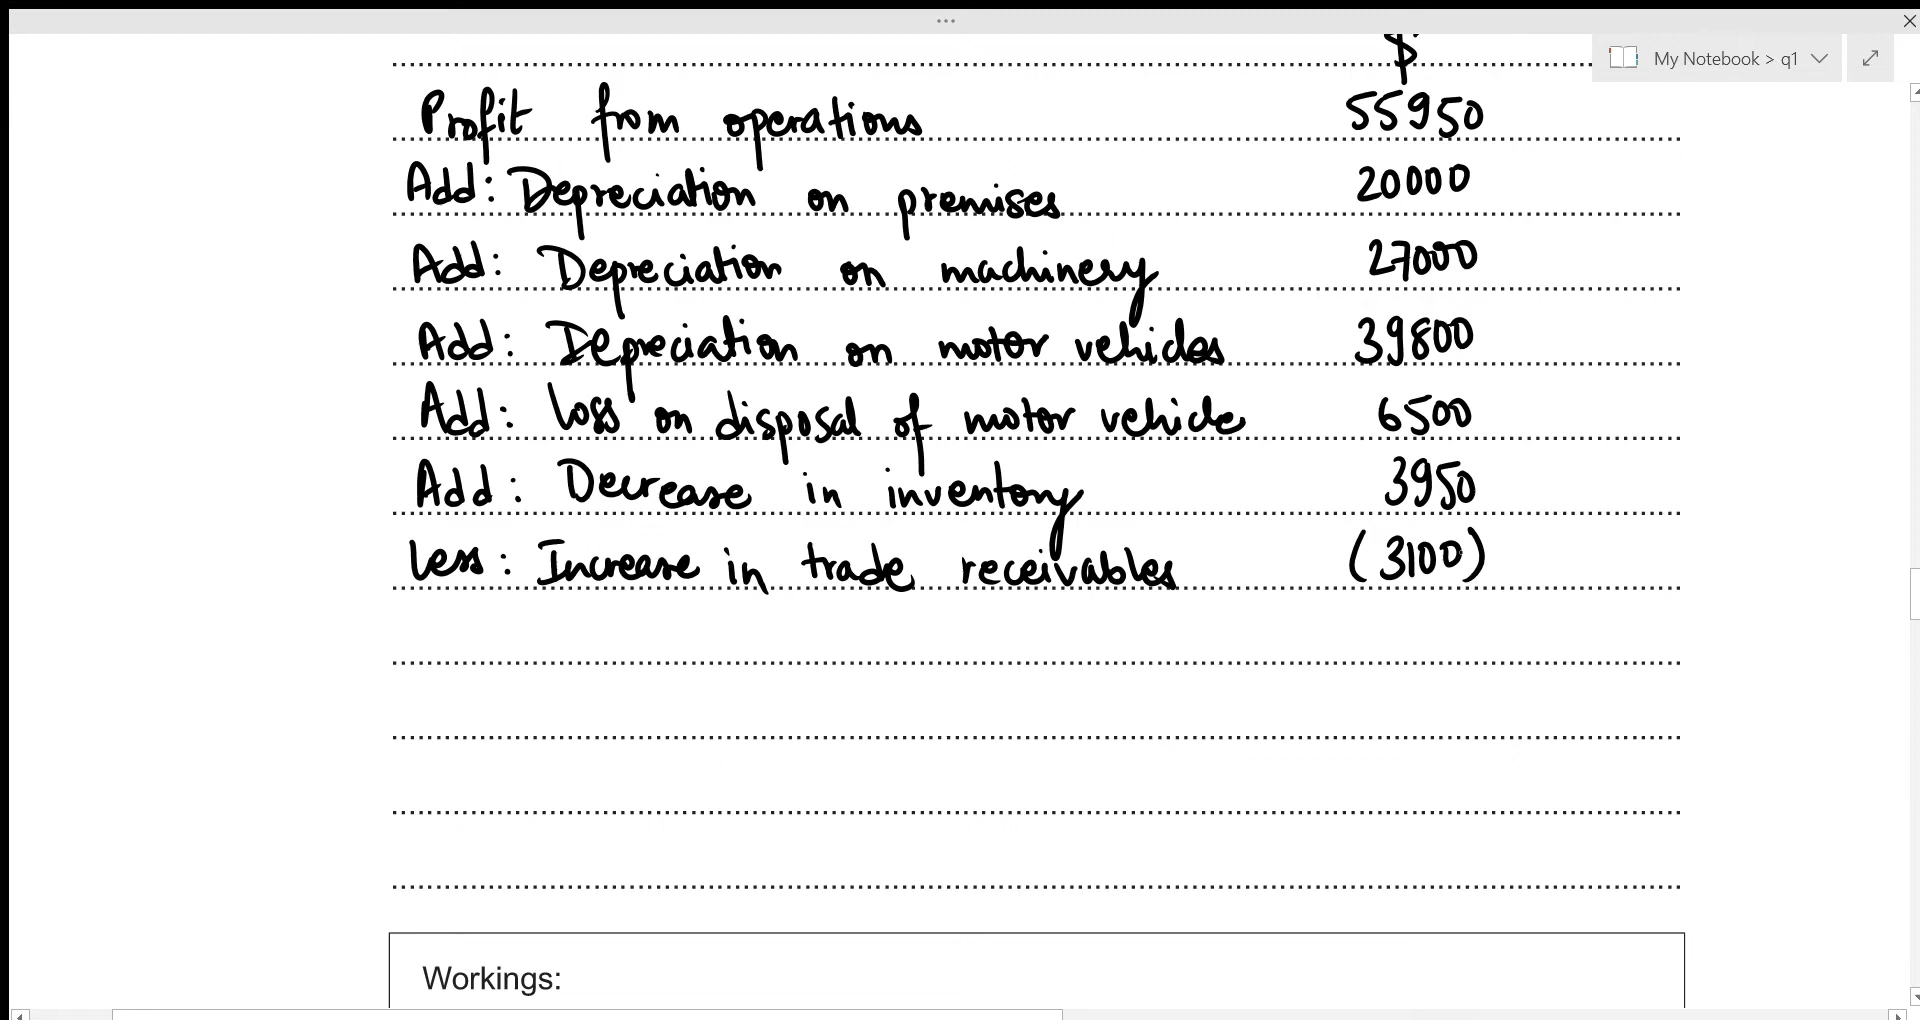 ...
$
My Notebook > q1
Profit from operations 55950
Add: Depreciation on premises 20000
Add: Depreciation on machinery 27000
Add: Depreciation on motor vehicles 39800
Add: Loss on disposal of motor vehicle 6500
Add: Decrease in inventory 3950
Less: Increase in trade receivables (3100)
Workings: